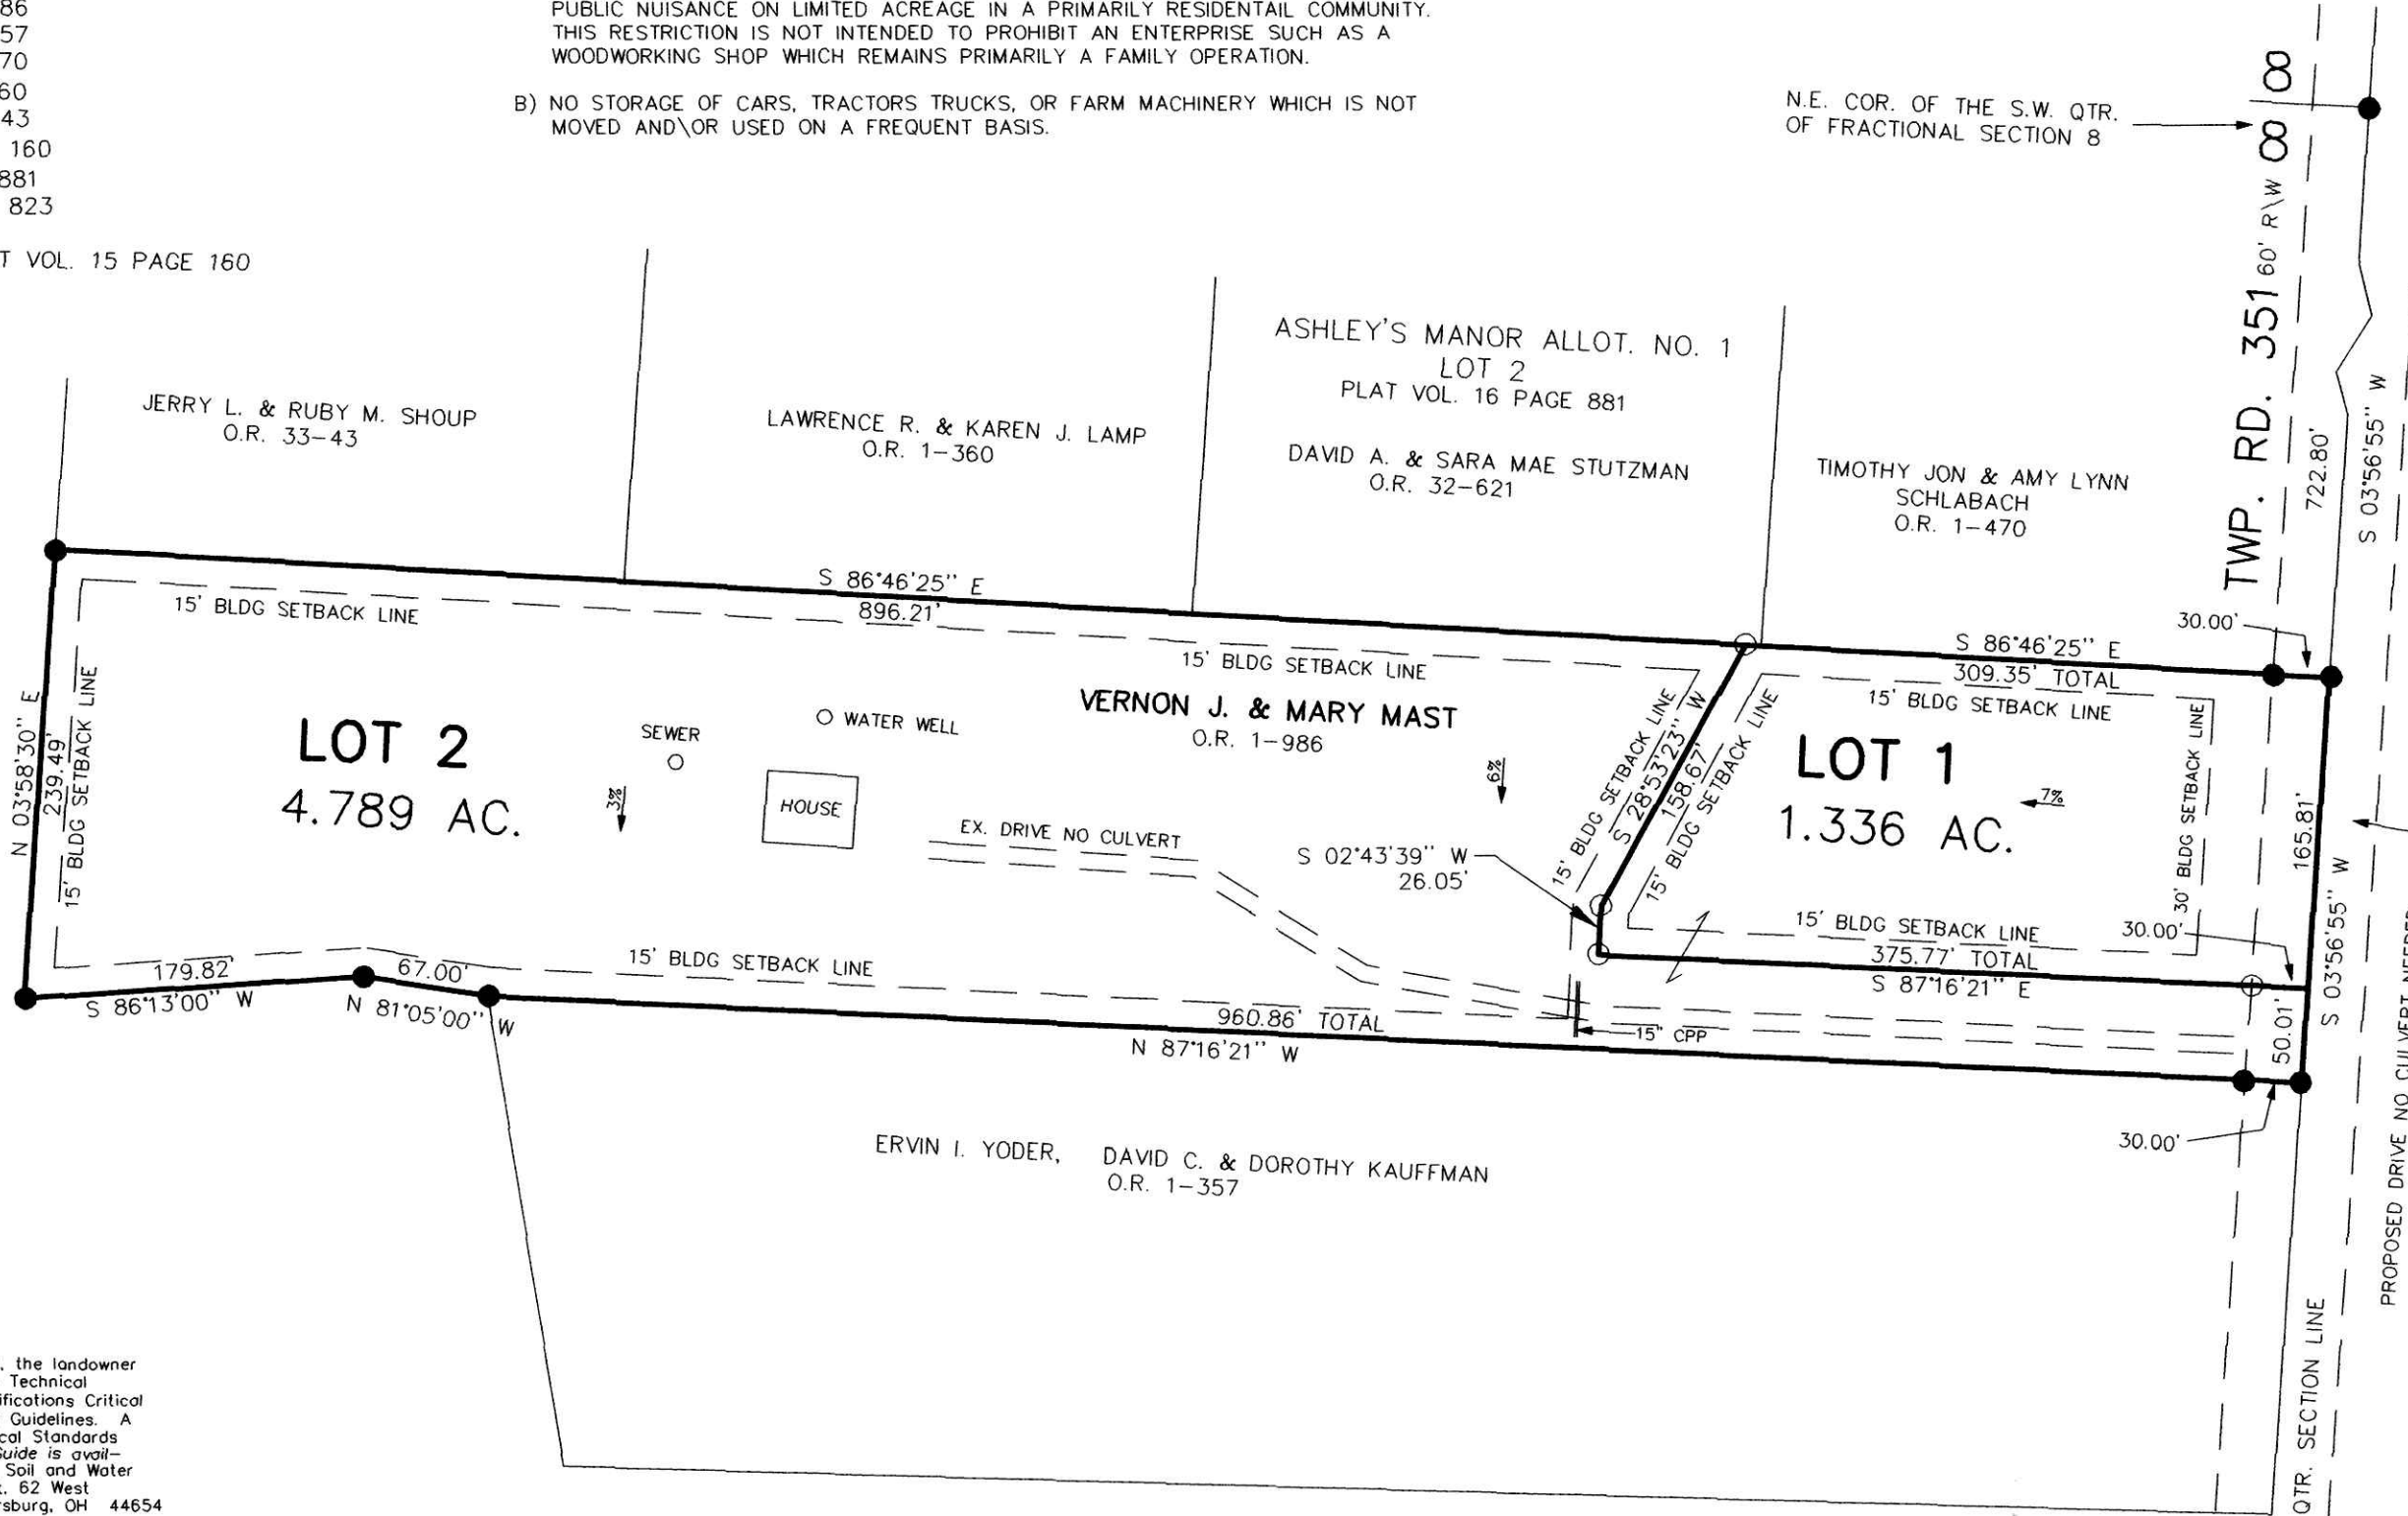 86
57
70
60
43
160
881
823
T VOL. 15 PAGE 160
PUBLIC NUISANCE ON LIMITED ACREAGE IN A PRIMARILY RESIDENTAIL COMMUNITY.
THIS RESTRICTION IS NOT INTENDED TO PROHIBIT AN ENTERPRISE SUCH AS A
WOODWORKING SHOP WHICH REMAINS PRIMARILY A FAMILY OPERATION.
B) NO STORAGE OF CARS, TRACTORS TRUCKS, OR FARM MACHINERY WHICH IS NOT
MOVED AND\OR USED ON A FREQUENT BASIS.
N.E. COR. OF THE S.W. QTR.
OF FRACTIONAL SECTION 8
8
8
TWP. RD. 351 60' R\W
722.80'
S 03°56'55" W
JERRY L. & RUBY M. SHOUP
O.R. 33-43
LAWRENCE R. & KAREN J. LAMP
O.R. 1-360
ASHLEY'S MANOR ALLOT. NO. 1
LOT 2
PLAT VOL. 16 PAGE 881
DAVID A. & SARA MAE STUTZMAN
O.R. 32-621
TIMOTHY JON & AMY LYNN
SCHLABACH
O.R. 1-470
30.00'
S 86°46'25" E
896.21'
15' BLDG SETBACK LINE
15' BLDG SETBACK LINE
S 86°46'25" E
309.35' TOTAL
15' BLDG SETBACK LINE
N 03°58'30" E
239.49'
15' BLDG SETBACK LINE
LOT 2
4.789 AC.
SEWER
WATER WELL
3%
HOUSE
EX. DRIVE NO CULVERT
VERNON J. & MARY MAST
O.R. 1-986
6%
15' BLDG SETBACK LINE
S 28°53'23" W
158.67'
15' BLDG SETBACK LINE
S 02°43'39" W
26.05'
LOT 1
1.336 AC.
7%
30' BLDG SETBACK LINE
165.81'
S 03°56'55" W
15' BLDG SETBACK LINE
30.00'
375.77' TOTAL
S 87°16'21" E
50.01'
179.82'
S 86°13'00" W
67.00'
N 81°05'00" W
15' BLDG SETBACK LINE
960.86' TOTAL
N 87°16'21" W
15" CPP
30.00'
ERVIN I. YODER,
DAVID C. & DOROTHY KAUFFMAN
O.R. 1-357
PROPOSED DRIVE NO CULVERT NEEDED
QTR. SECTION LINE
, the landowner
Technical
ifications Critical
Guidelines. A
cal Standards
Guide is avail-
Soil and Water
. 62 West
rsburg, OH 44654